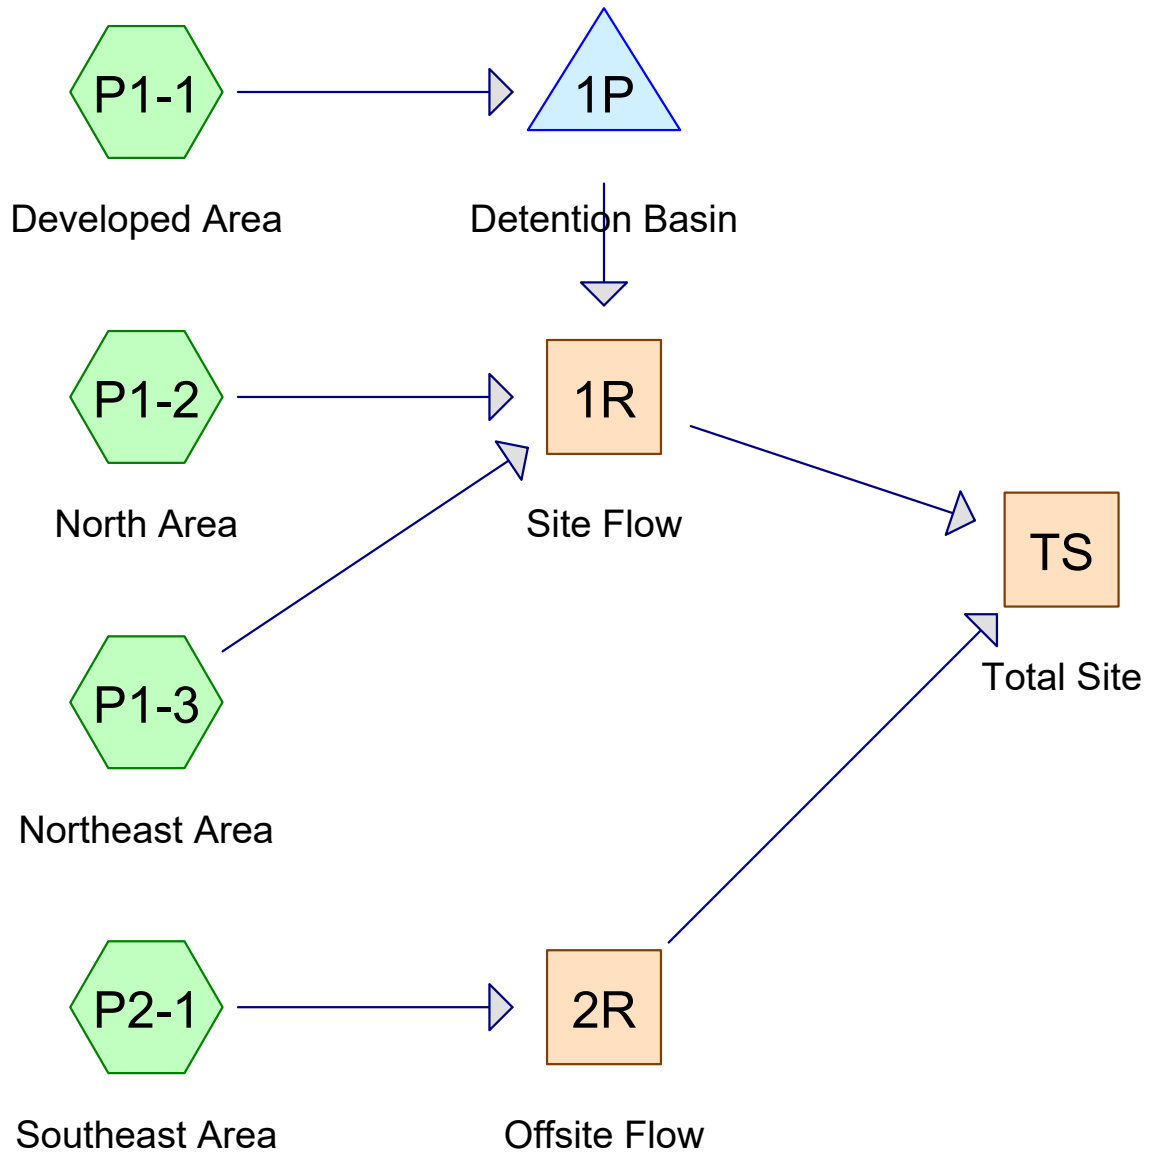 P1-1
1P
Developed Area
Detention Basin
P1-2
1R
North Area
Site Flow
TS
Total Site
P1-3
Northeast Area
P2-1
2R
Southeast Area
Offsite Flow